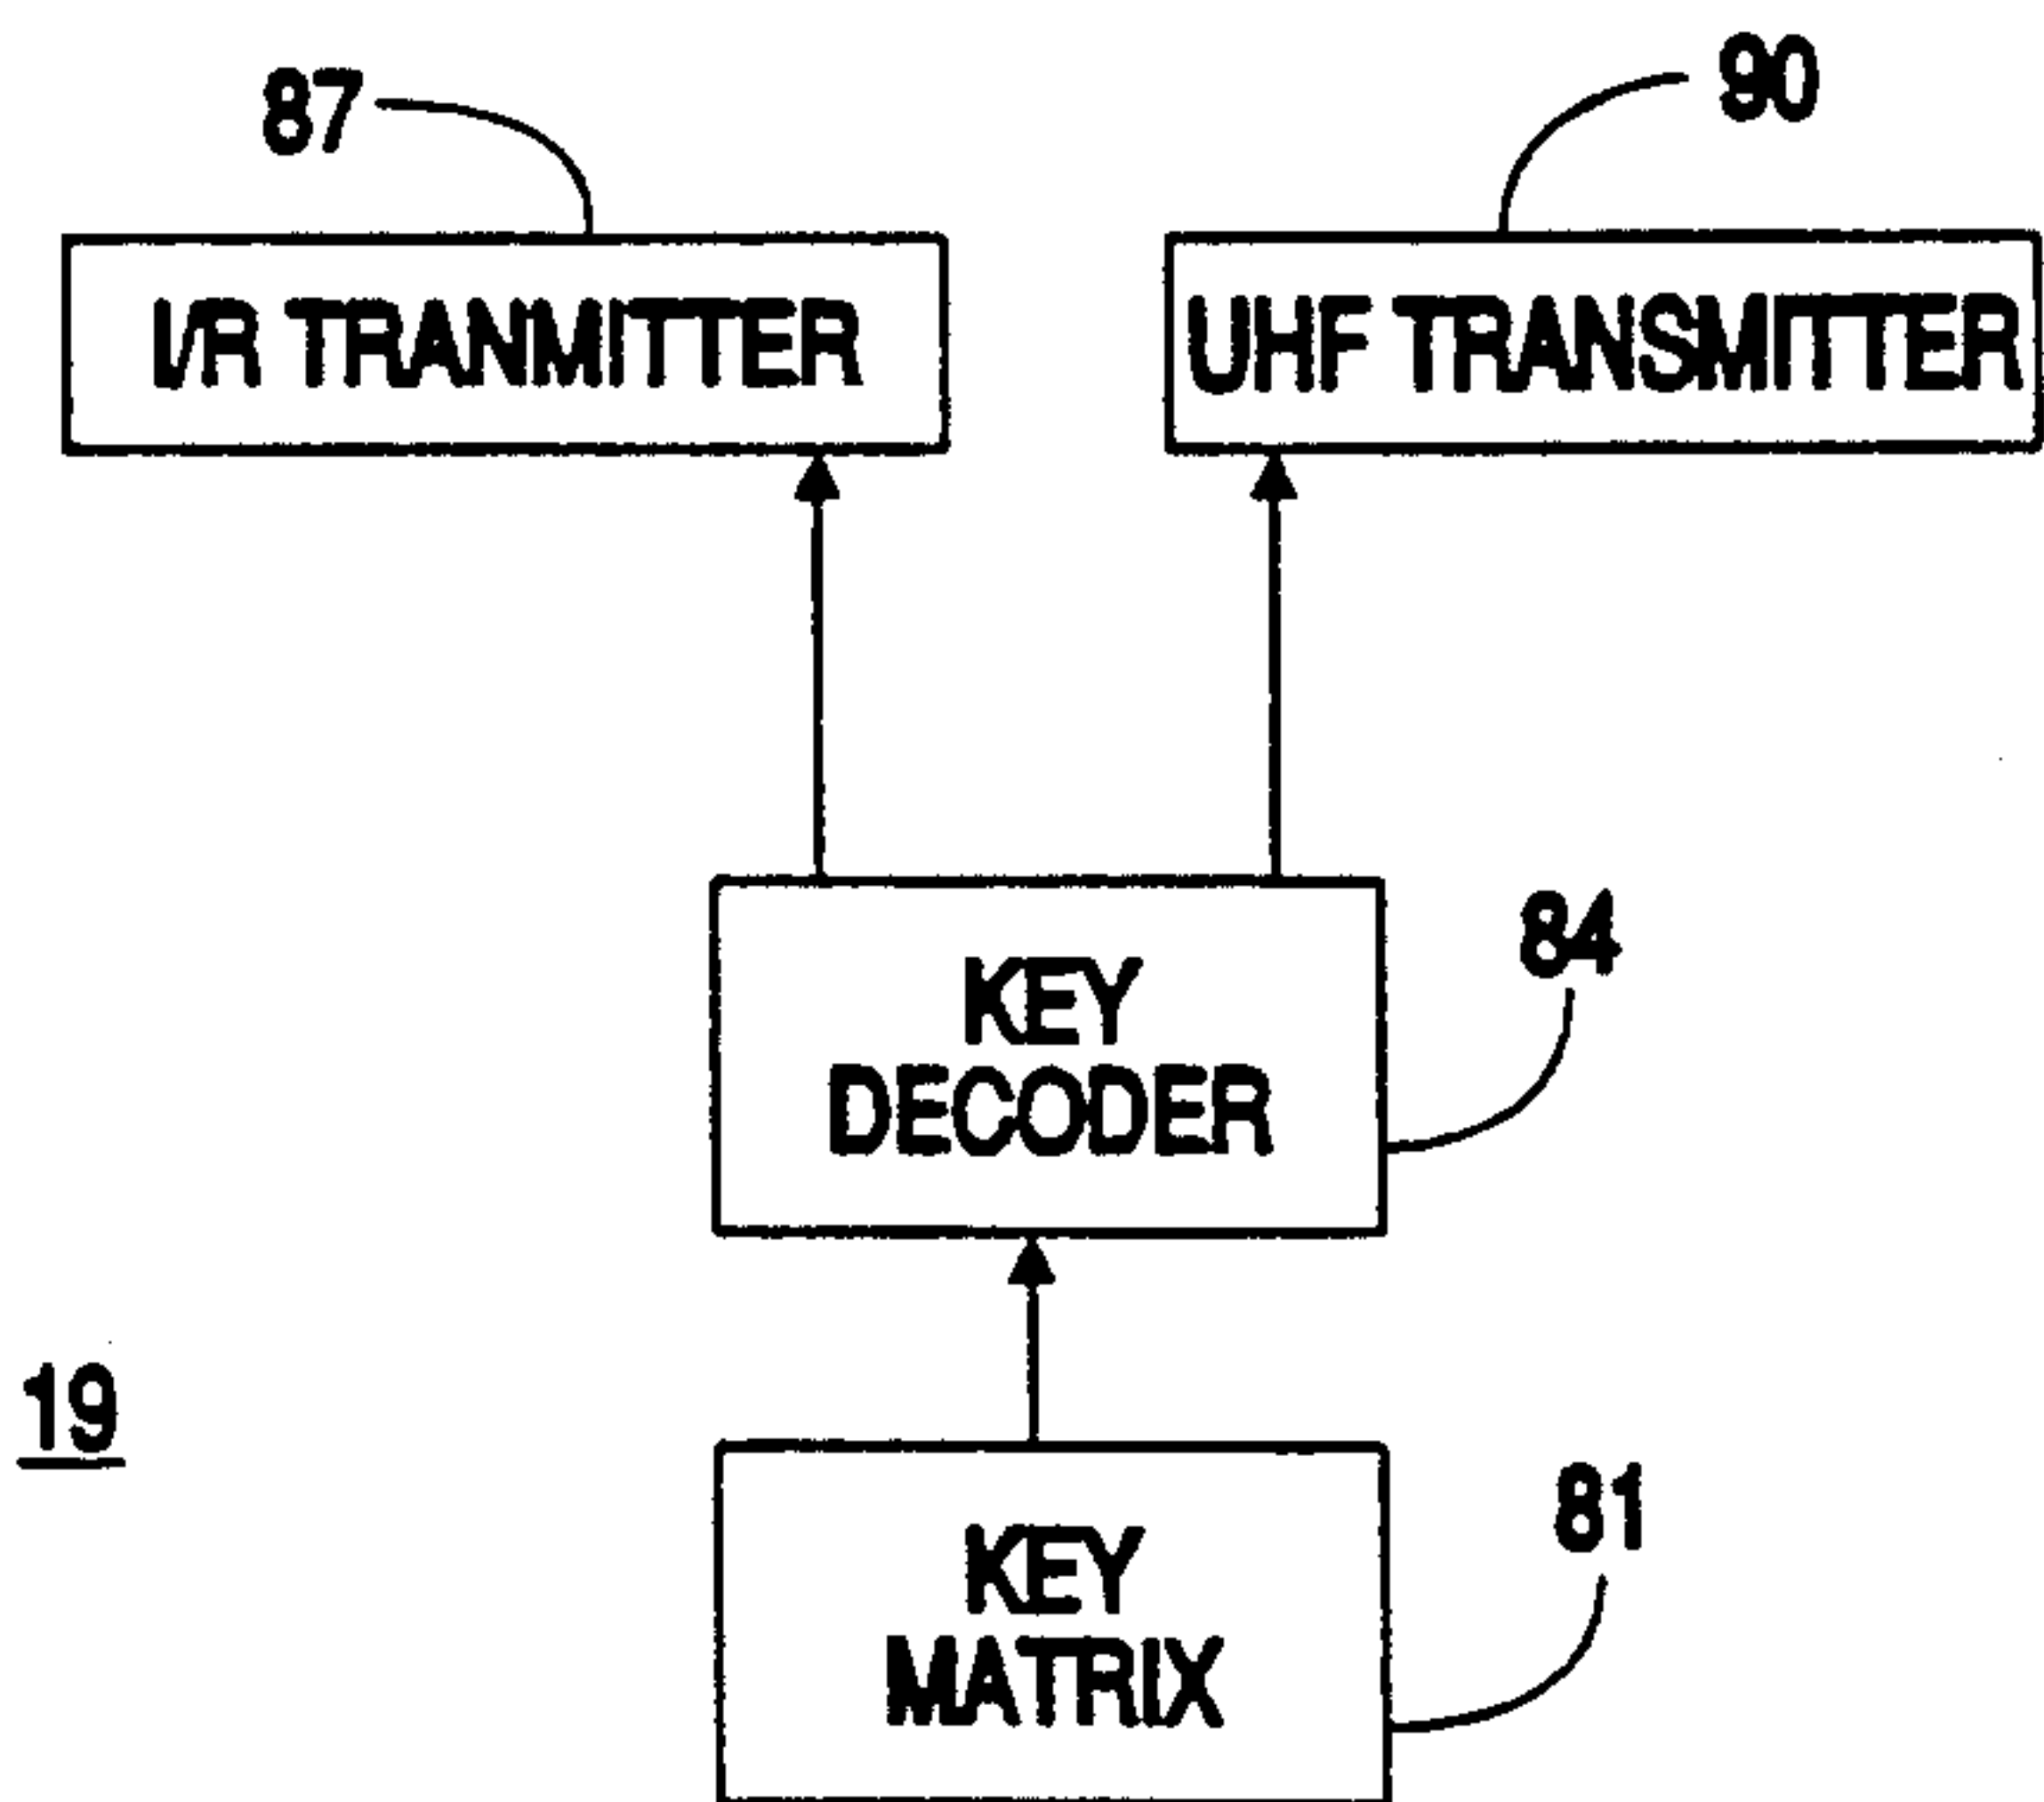 87
90
I/R TRANMITTER
UHF TRANSMITTER
KEY
DECODER
84
19
KEY
MATRIX
81